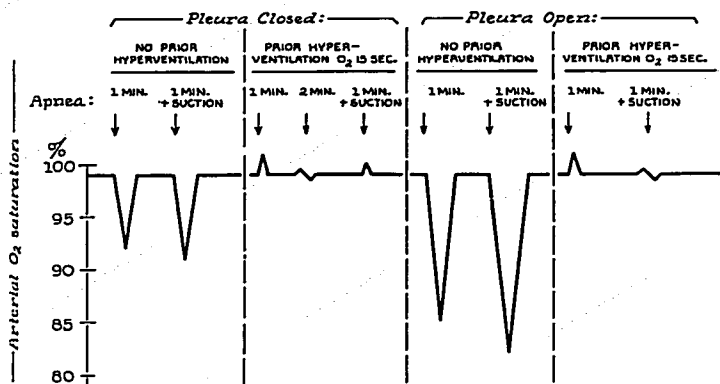 Pleura Closed:
Pleura Open:
NO PRIOR
HYPERVENTILATION
PRIOR HYPER-
VENTILATION O2 15 SEC.
NO PRIOR
HYPERVENTILATION
PRIOR HYPER-
VENTILATION O2 15 SEC.
Apnea:
1 MIN.
1 MIN.
+ SUCTION
1 MIN.
2 MIN.
1 MIN.
+ SUCTION
1 MIN.
1 MIN.
+ SUCTION
1 MIN.
1 MIN.
+ SUCTION
Arterial O2 saturation
%
100
95
90
85
80